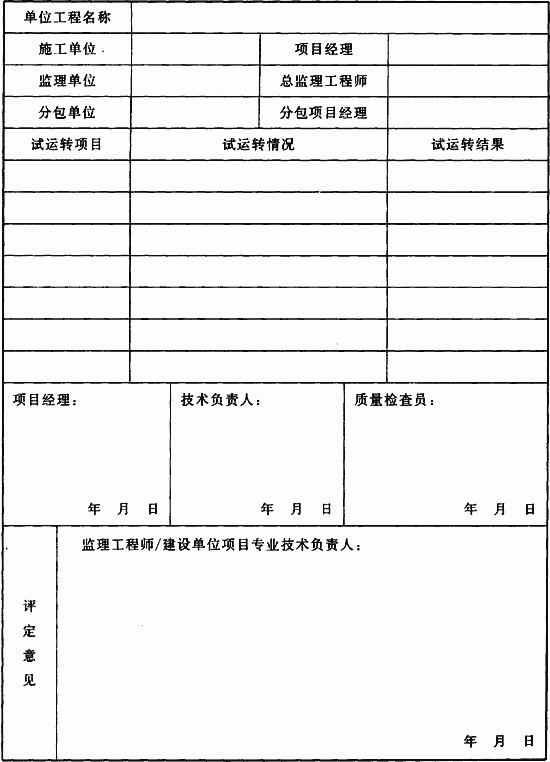 单位工程名称
施工单位 项目经理
监理单位 总监理工程师
分包单位 分包项目经理
试运转项目 试运转情况 试运转结果
项目经理： 技术负责人： 质量检查员：
年 月 日 年 月 日 年 月 日
监理工程师/建设单位项目专业技术负责人：
评
定
意
见
年 月 日